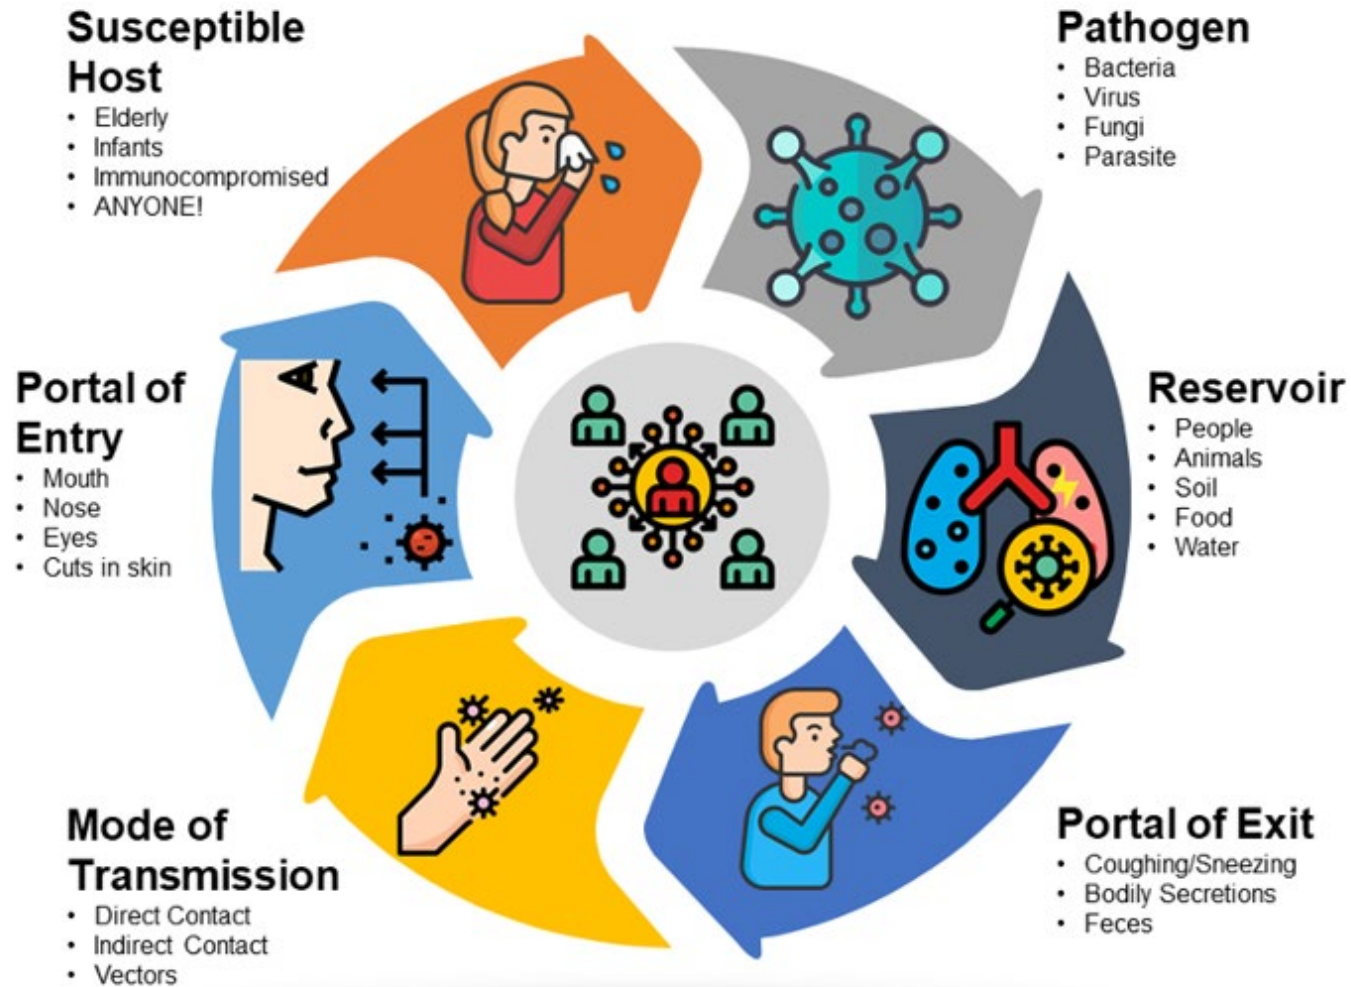 Susceptible
Host
• Elderly
• Infants
• Immunocompromised
• ANYONE!
Pathogen
• Bacteria
• Virus
• Fungi
• Parasite
Reservoir
• People
• Animals
• Soil
• Food
• Water
Portal of Exit
• Coughing/Sneezing
• Bodily Secretions
• Feces
Mode of
Transmission
• Direct Contact
• Indirect Contact
• Vectors
Portal of
Entry
• Mouth
• Nose
• Eyes
• Cuts in skin